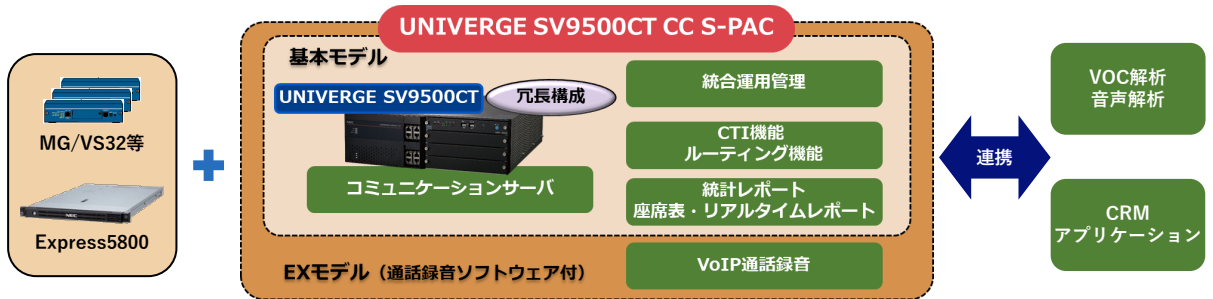 UNIVERGE SV9500CT CC S-PAC
MG/VS32等
NEC
Express5800
基本モデル
UNIVERGE SV9500CT
冗長構成
コミュニケーションサーバ
統合運用管理
CTI機能
ルーティング機能
統計レポート
座席表・リアルタイムレポート
EXモデル（通話録音ソフトウェア付）
VoIP通話録音
連携
VOC解析
音声解析
CRM
アプリケーション